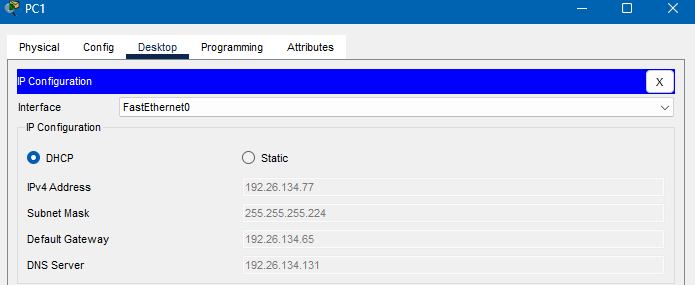 PC1
Physical Config Desktop Programming Attributes
IP Configuration X
Interface FastEthernet0
IP Configuration
DHCP Static
IPv4 Address 192.26.134.77
Subnet Mask 255.255.255.224
Default Gateway 192.26.134.65
DNS Server 192.26.134.131